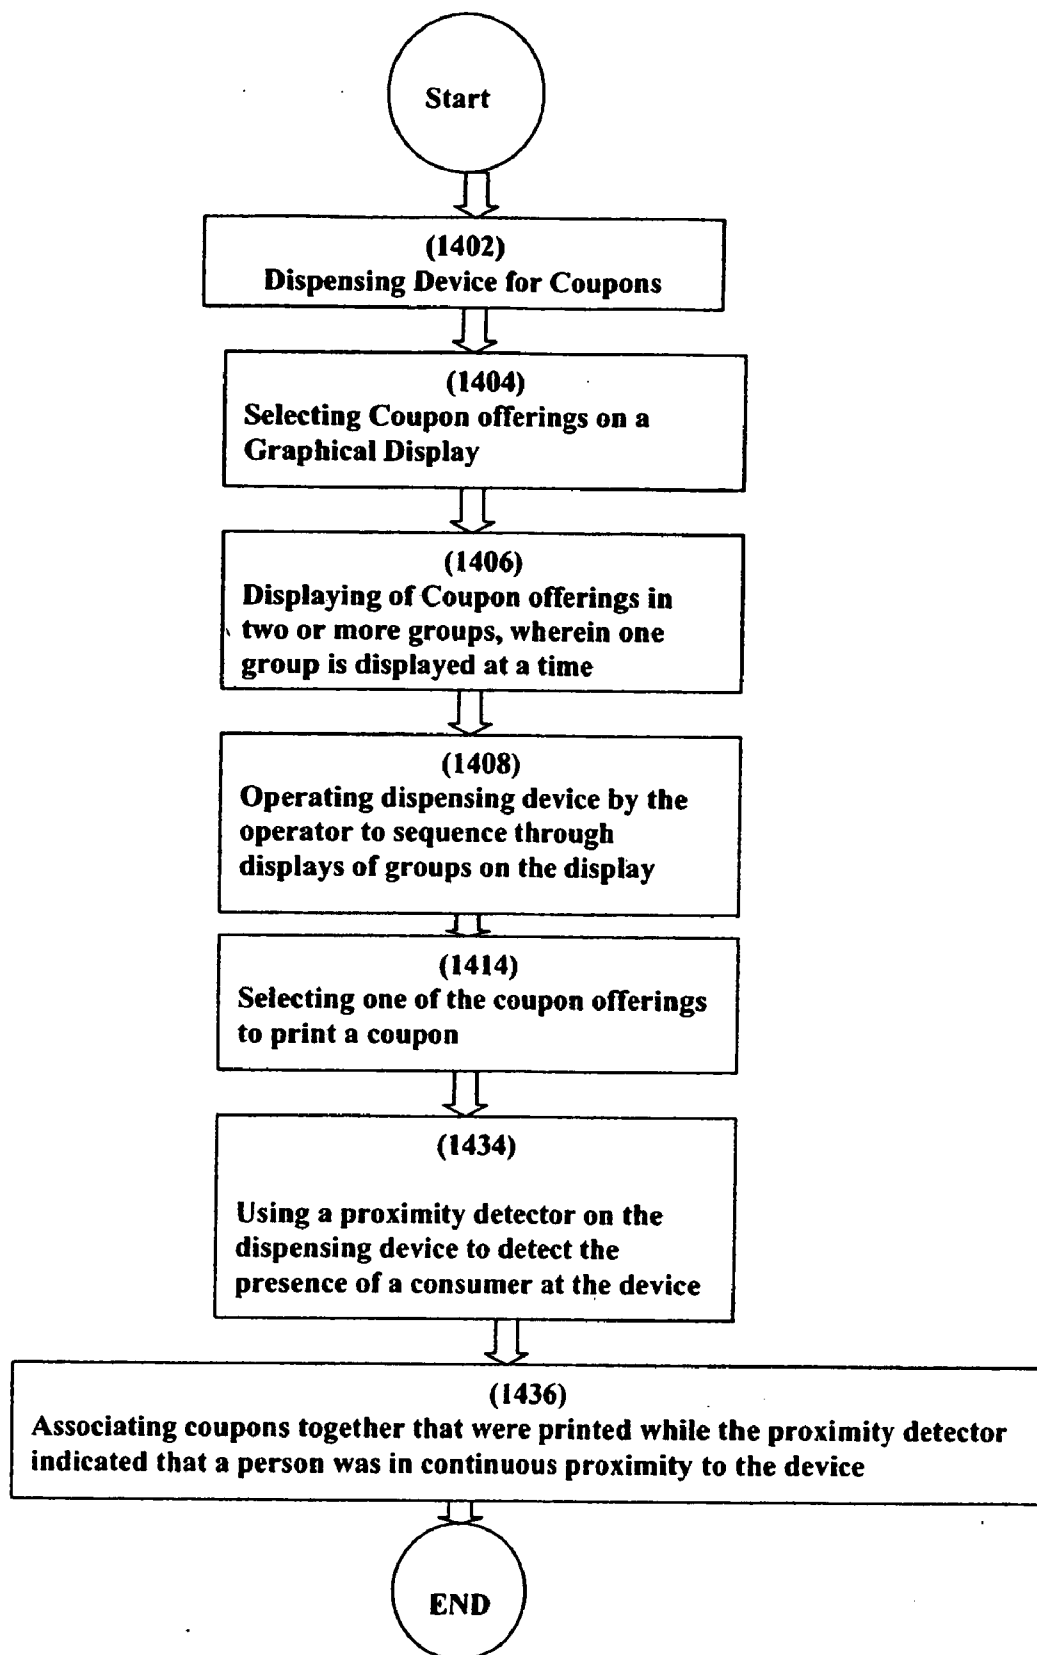 Start
(1402)
Dispensing Device for Coupons
(1404)
Selecting Coupon offerings on a
Graphical Display
(1406)
Displaying of Coupon offerings in
two or more groups, wherein one
group is displayed at a time
(1408)
Operating dispensing device by the
operator to sequence through
displays of groups on the display
(1414)
Selecting one of the coupon offerings
to print a coupon
(1434)
Using a proximity detector on the
dispensing device to detect the
presence of a consumer at the device
(1436)
Associating coupons together that were printed while the proximity detector
indicated that a person was in continuous proximity to the device
END